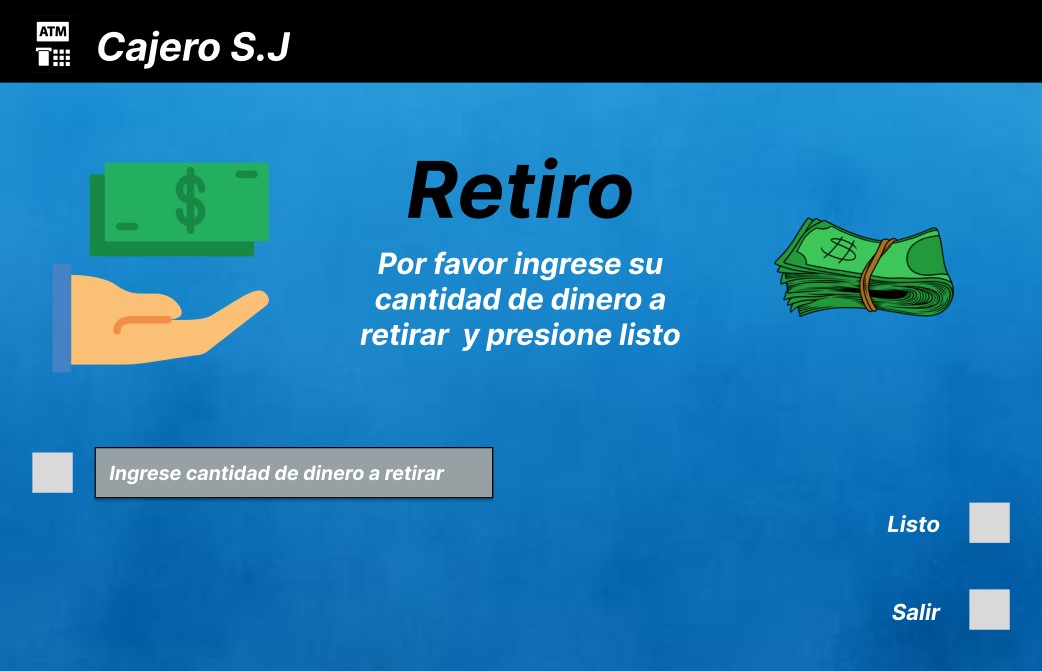 ATM
Cajero S.J
$
Retiro
Por favor ingrese su
cantidad de dinero a
retirar y presione listo
$
Ingrese cantidad de dinero a retirar
Listo
Salir